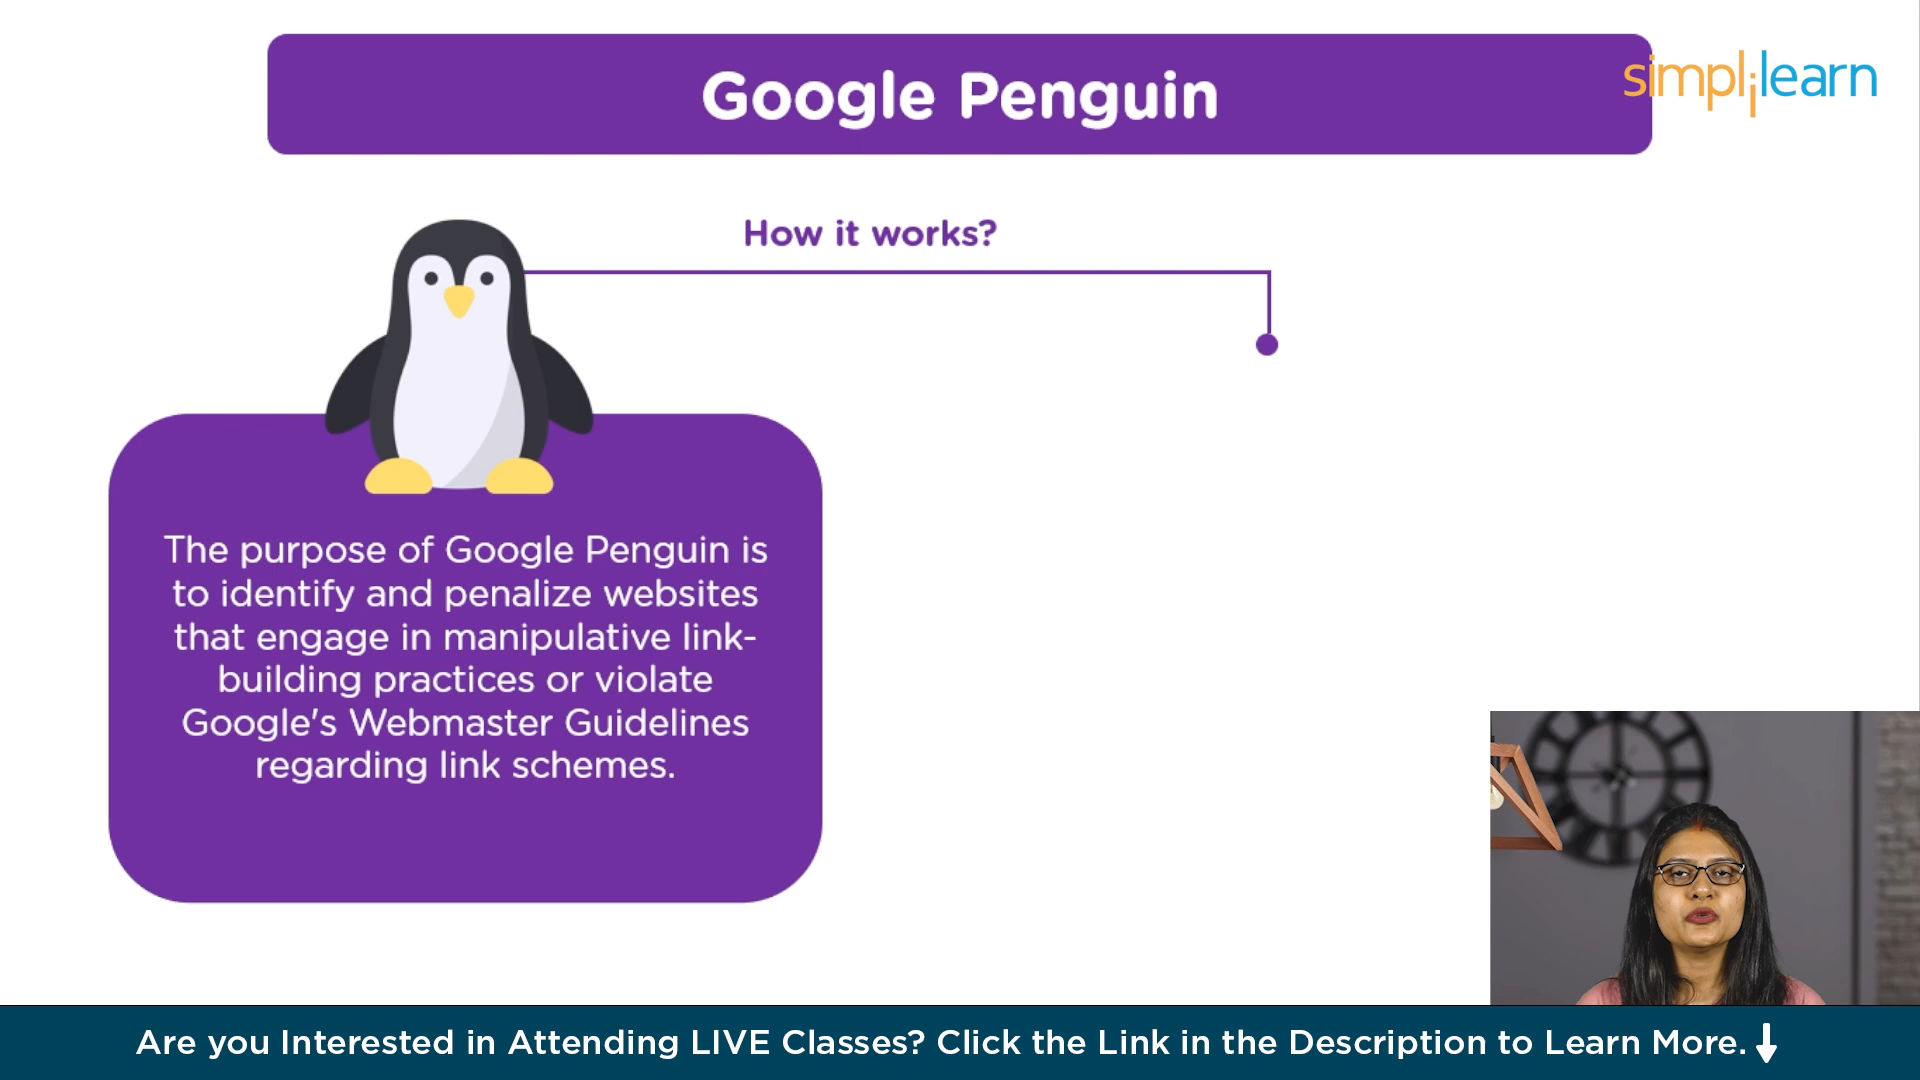 Google Penguin
simplilearn
How it works?
The purpose of Google Penguin is
to identify and penalize websites
that engage in manipulative link-
building practices or violate
Google's Webmaster Guidelines
regarding link schemes.
Are you Interested in Attending LIVE Classes? Click the Link in the Description to Learn More.